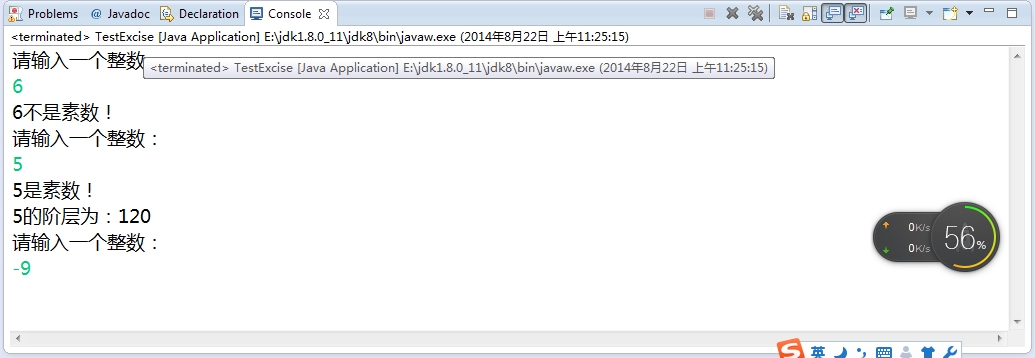 Problems @ Javadoc Declaration Console
<terminated> TestExcise [Java Application] E:\jdk1.8.0_11\jdk8\bin\javaw.exe (2014年8月22日 上午11:25:15)
请输入一个整数
<terminated> TestExcise [Java Application] E:\jdk1.8.0_11\jdk8\bin\javaw.exe (2014年8月22日 上午11:25:15)
6
6不是素数！
请输入一个整数：
5
5是素数！
5的阶层为：120
请输入一个整数：
-9
0K/s
0K/s
56%
英